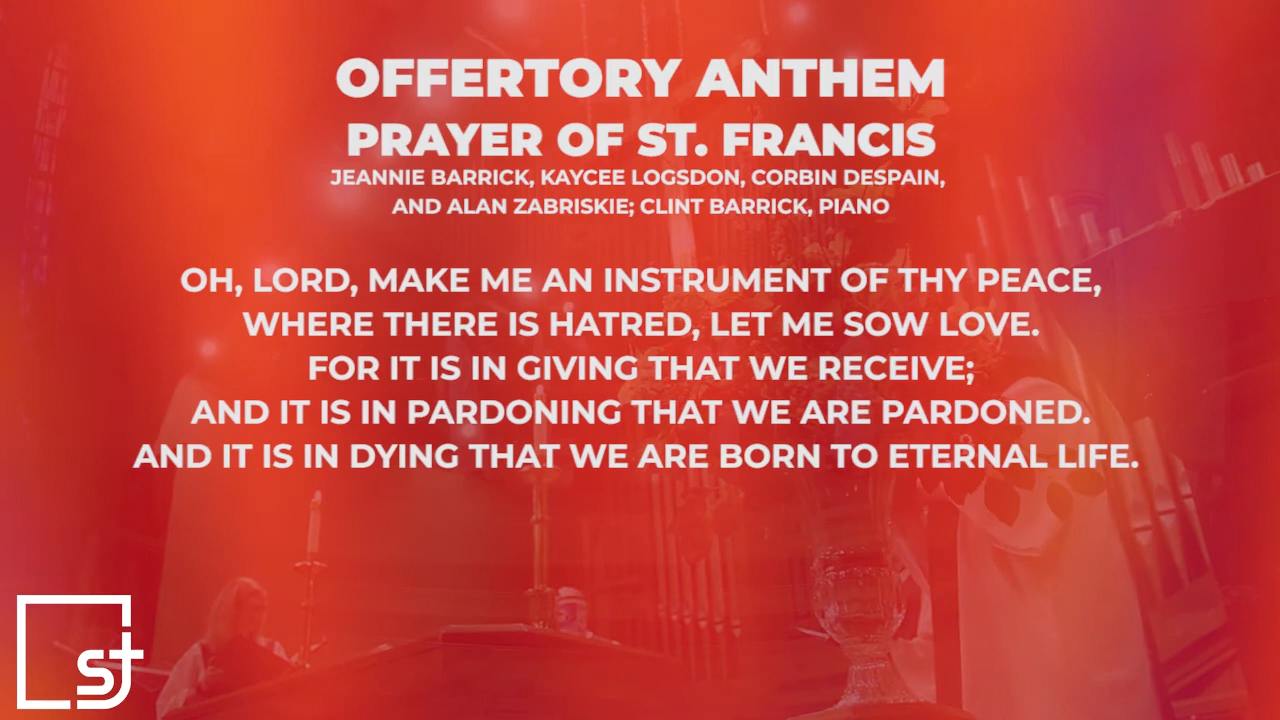 OFFERTORY ANTHEM
PRAYER OF ST. FRANCIS
JEANNIE BARRICK, KAYCEE LOGSDON, CORBIN DESPAIN,
AND ALAN ZABRISKIE; CLINT BARRICK, PIANO
OH, LORD, MAKE ME AN INSTRUMENT OF THY PEACE,
WHERE THERE IS HATRED, LET ME SOW LOVE.
FOR IT IS IN GIVING THAT WE RECEIVE;
AND IT IS IN PARDONING THAT WE ARE PARDONED.
AND IT IS IN DYING THAT WE ARE BORN TO ETERNAL LIFE.
st